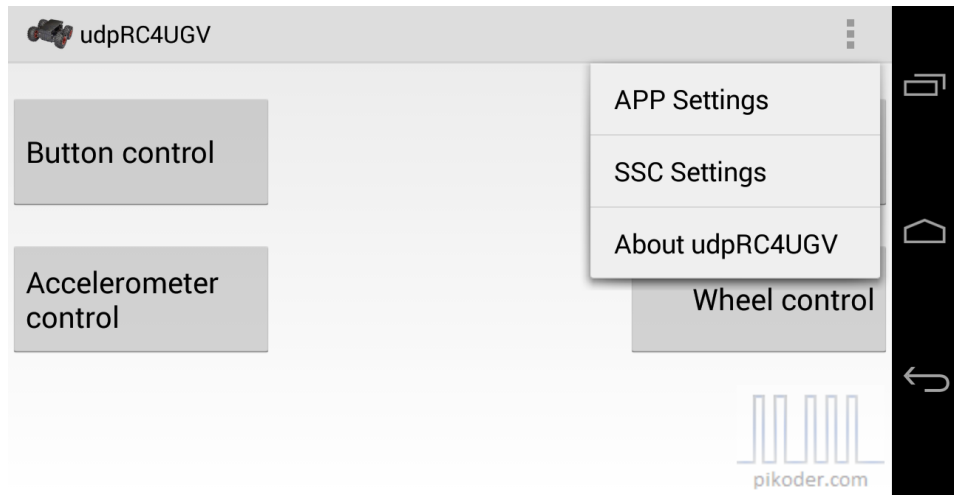 udpRC4UGV
APP Settings
Button control
SSC Settings
About udpRC4UGV
Accelerometer
control
Wheel control
pikoder.com